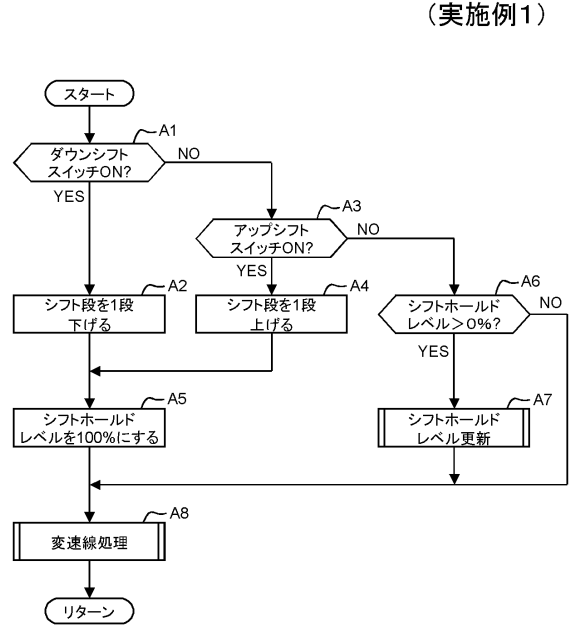 （実施例1）
スタート
A1
ダウンシフト
スイッチON?
NO
YES
A3
アップシフト
スイッチON?
NO
YES
A2
シフト段を1段
下げる
A4
シフト段を1段
上げる
A6
シフトホールド
レベル＞0%?
NO
YES
A5
シフトホールド
レベルを100%にする
A7
シフトホールド
レベル更新
A8
変速線処理
リターン